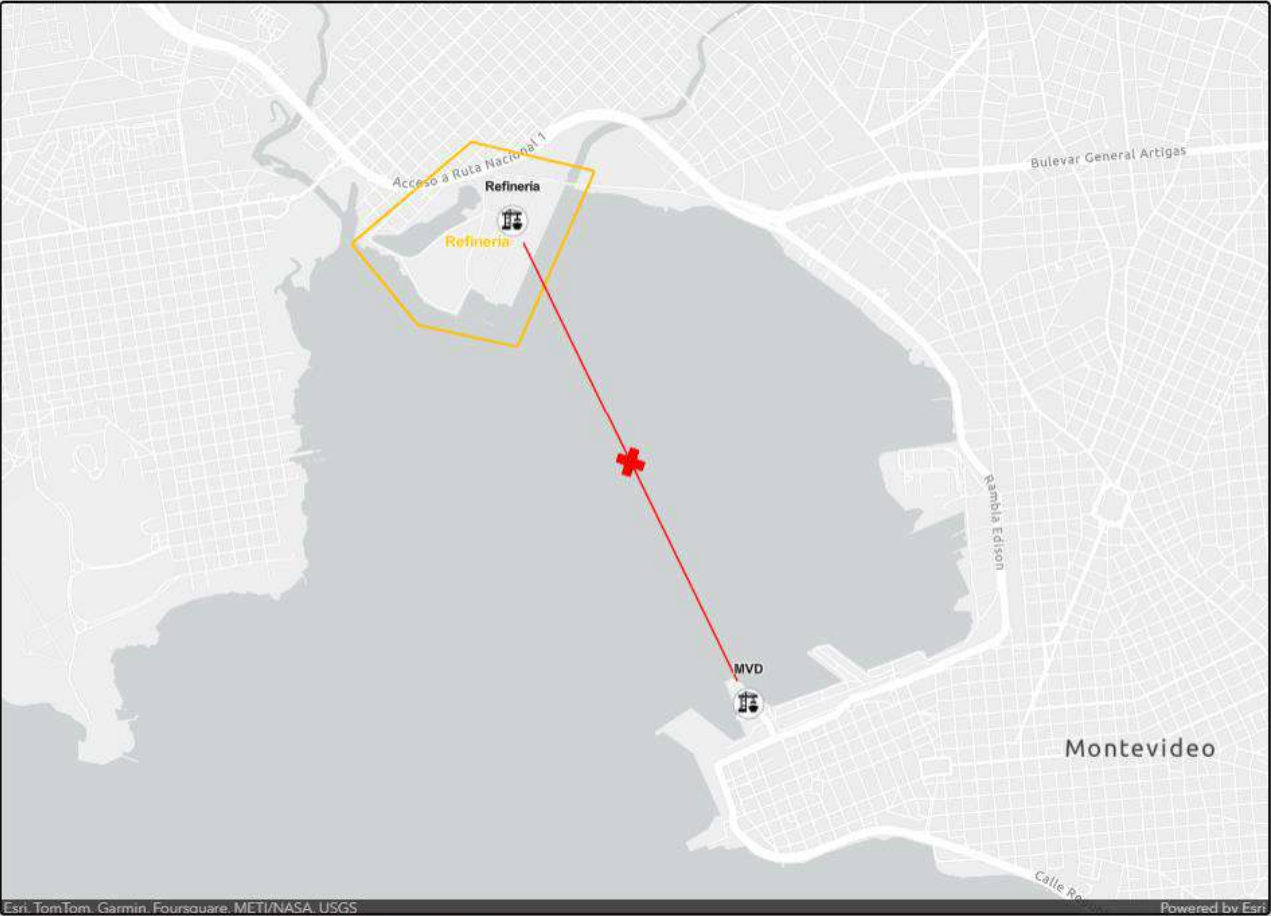 Acceso a Ruta Nacional 1
Bulevar General Artigas
Refinería
Refinería
Rambla Edison
MVD
Montevideo
Calle
Esri, TomTom, Garmin, Foursquare, METI/NASA, USGS
Powered by Esri